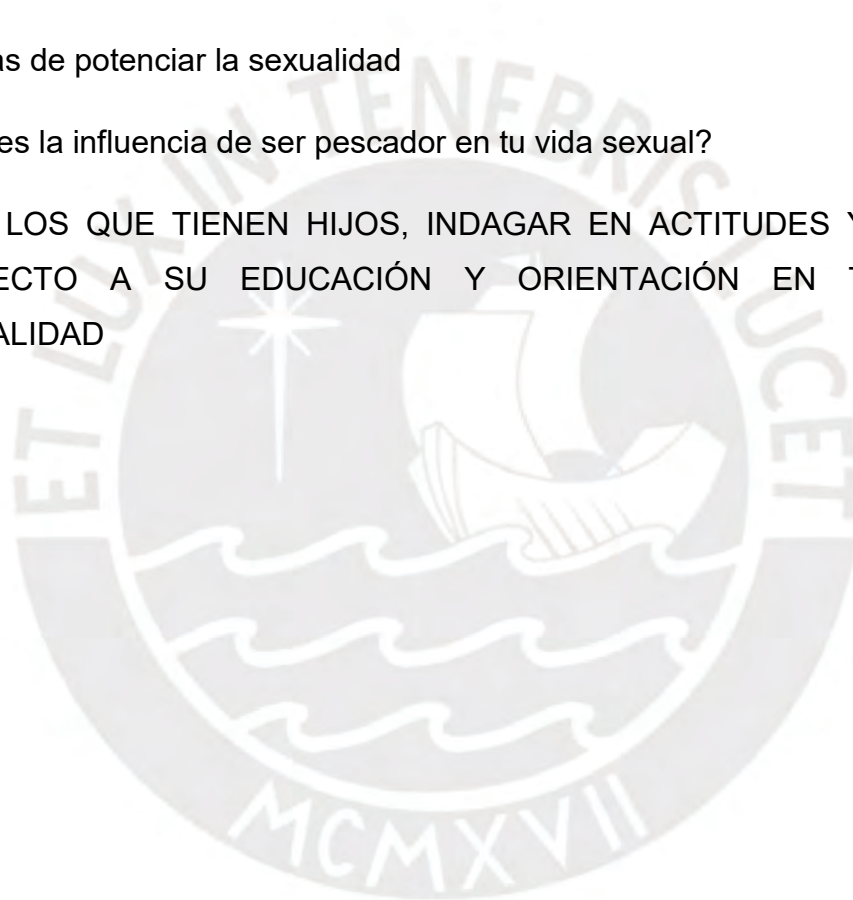 as de potenciar la sexualidad
es la influencia de ser pescador en tu vida sexual?
LOS QUE TIENEN HIJOS, INDAGAR EN ACTITUDES Y
ECTO A SU EDUCACIÓN Y ORIENTACIÓN EN T
ALIDAD
ET LUX IN TENEBRIS LUCET
MCMXVII